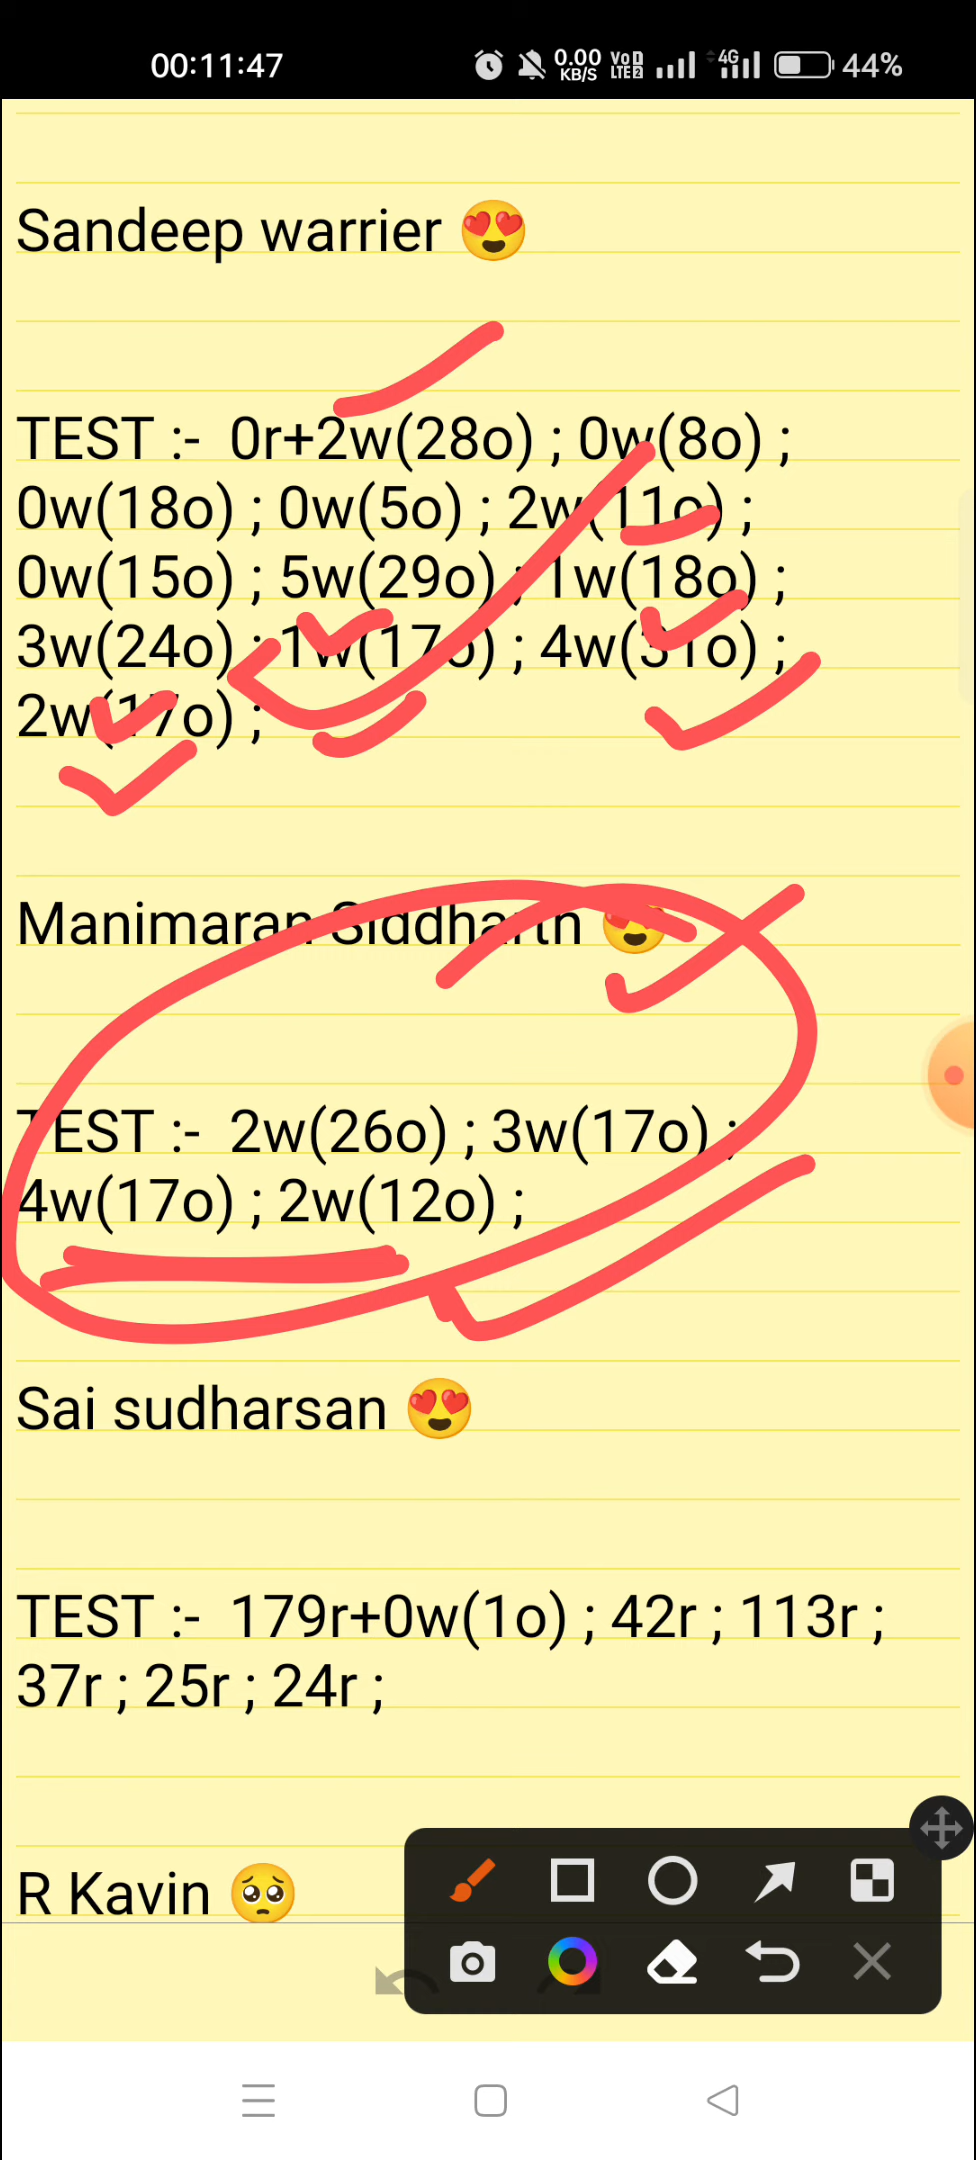 00:11:47
0.00 KB/S
VoD LTE2
4G
44%
Sandeep warrier 😍
TEST :- 0r+2w(28o) ; 0w(8o) ;
0w(18o) ; 0w(5o) ; 2w(11o) ;
0w(15o) ; 5w(29o) ; 1w(18o) ;
3w(24o) ; 1w(17o) ; 4w(31o) ;
2w(17o) ;
Manimaran Siddharth 😍
TEST :- 2w(26o) ; 3w(17o) ;
4w(17o) ; 2w(12o) ;
Sai sudharsan 😍
TEST :- 179r+0w(1o) ; 42r ; 113r ;
37r ; 25r ; 24r ;
R Kavin 🥺